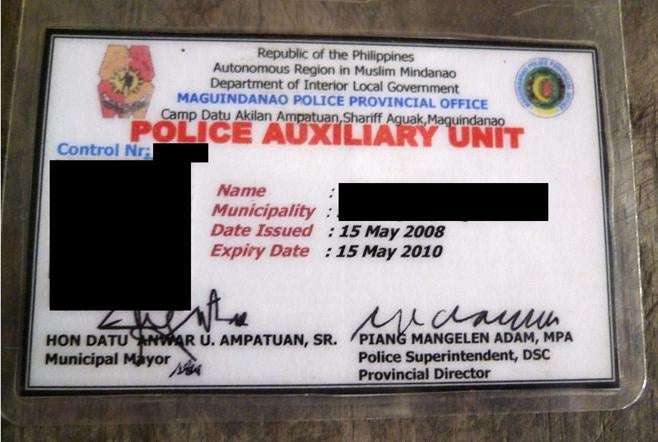 Republic of the Philippines
Autonomous Region in Muslim Mindanao
Department of Interior Local Government
MAGUINDANAO POLICE PROVINCIAL OFFICE
Camp Datu Akilan Ampatuan,Shariff Aguak,Maguindanao
POLICE AUXILIARY UNIT
Control Nr:
Name :
Municipality :
Date Issued : 15 May 2008
Expiry Date : 15 May 2010
HON DATU ANWAR U. AMPATUAN, SR.
Municipal Mayor
PIANG MANGELEN ADAM, MPA
Police Superintendent, DSC
Provincial Director